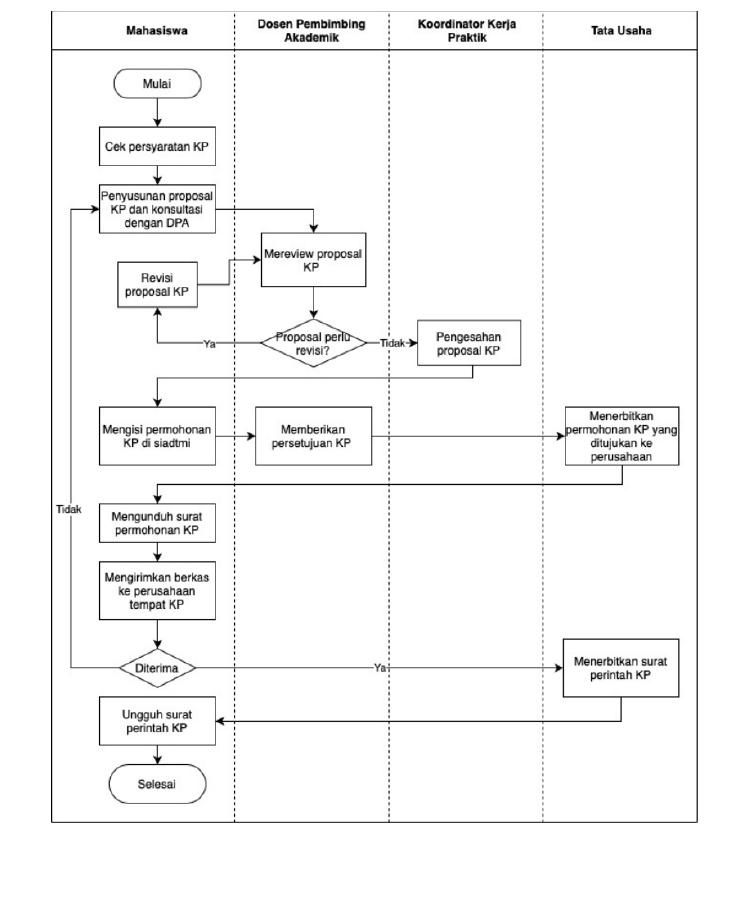 Mahasiswa
Dosen Pembimbing
Akademik
Koordinator Kerja
Praktik
Tata Usaha
Mulai
Cek persyaratan KP
Penyusunan proposal
KP dan konsultasi
dengan DPA
Mereview proposal
KP
Revisi
proposal KP
Proposal perlu
revisi?
Ya
Tidak
Pengesahan
proposal KP
Mengisi permohonan
KP di siadtmi
Memberikan
persetujuan KP
Menerbitkan
permohonan KP yang
ditujukan ke
perusahaan
Tidak
Mengunduh surat
permohonan KP
Mengirimkan berkas
ke perusahaan
tempat KP
Diterima
Ya
Menerbitkan surat
perintah KP
Ungguh surat
perintah KP
Selesai